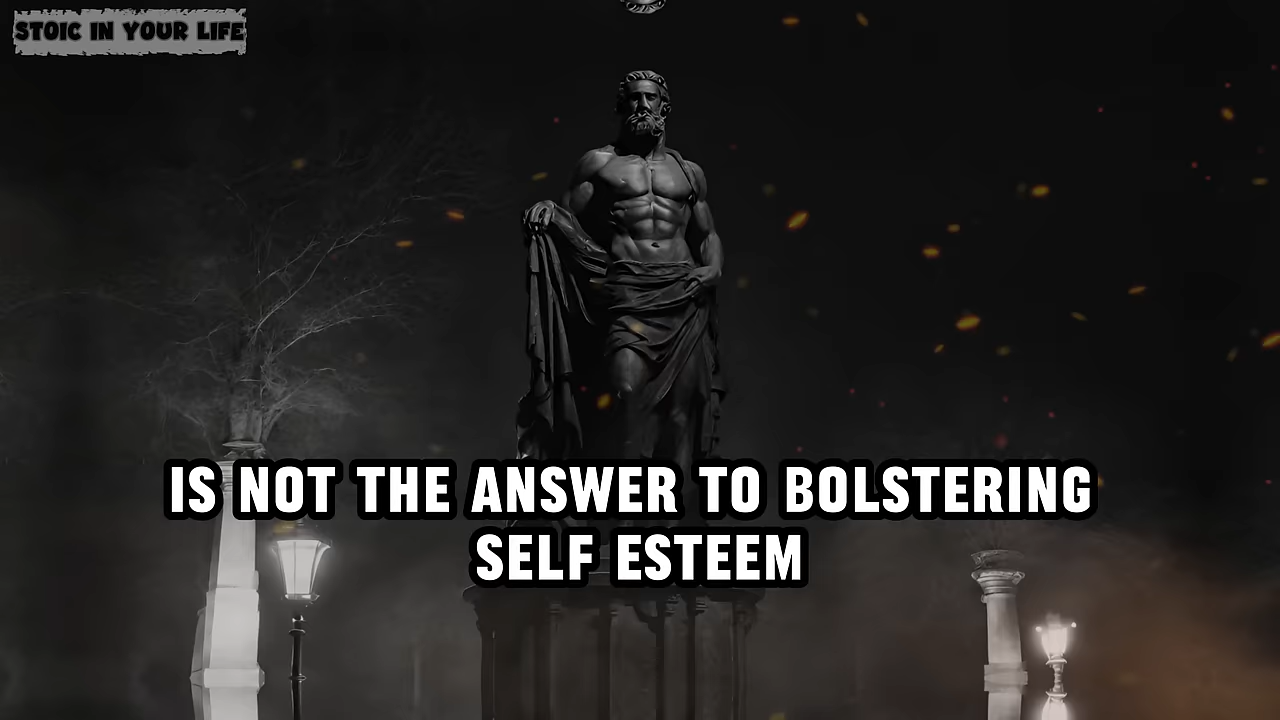 STOIC IN YOUR LIFE
IS NOT THE ANSWER TO BOLSTERING
SELF ESTEEM